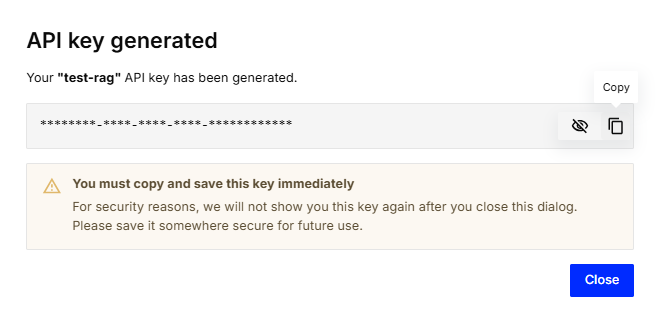 API key generated
Your "test-rag" API key has been generated.
Copy
********-****-****-****-************
You must copy and save this key immediately
For security reasons, we will not show you this key again after you close this dialog.
Please save it somewhere secure for future use.
Close